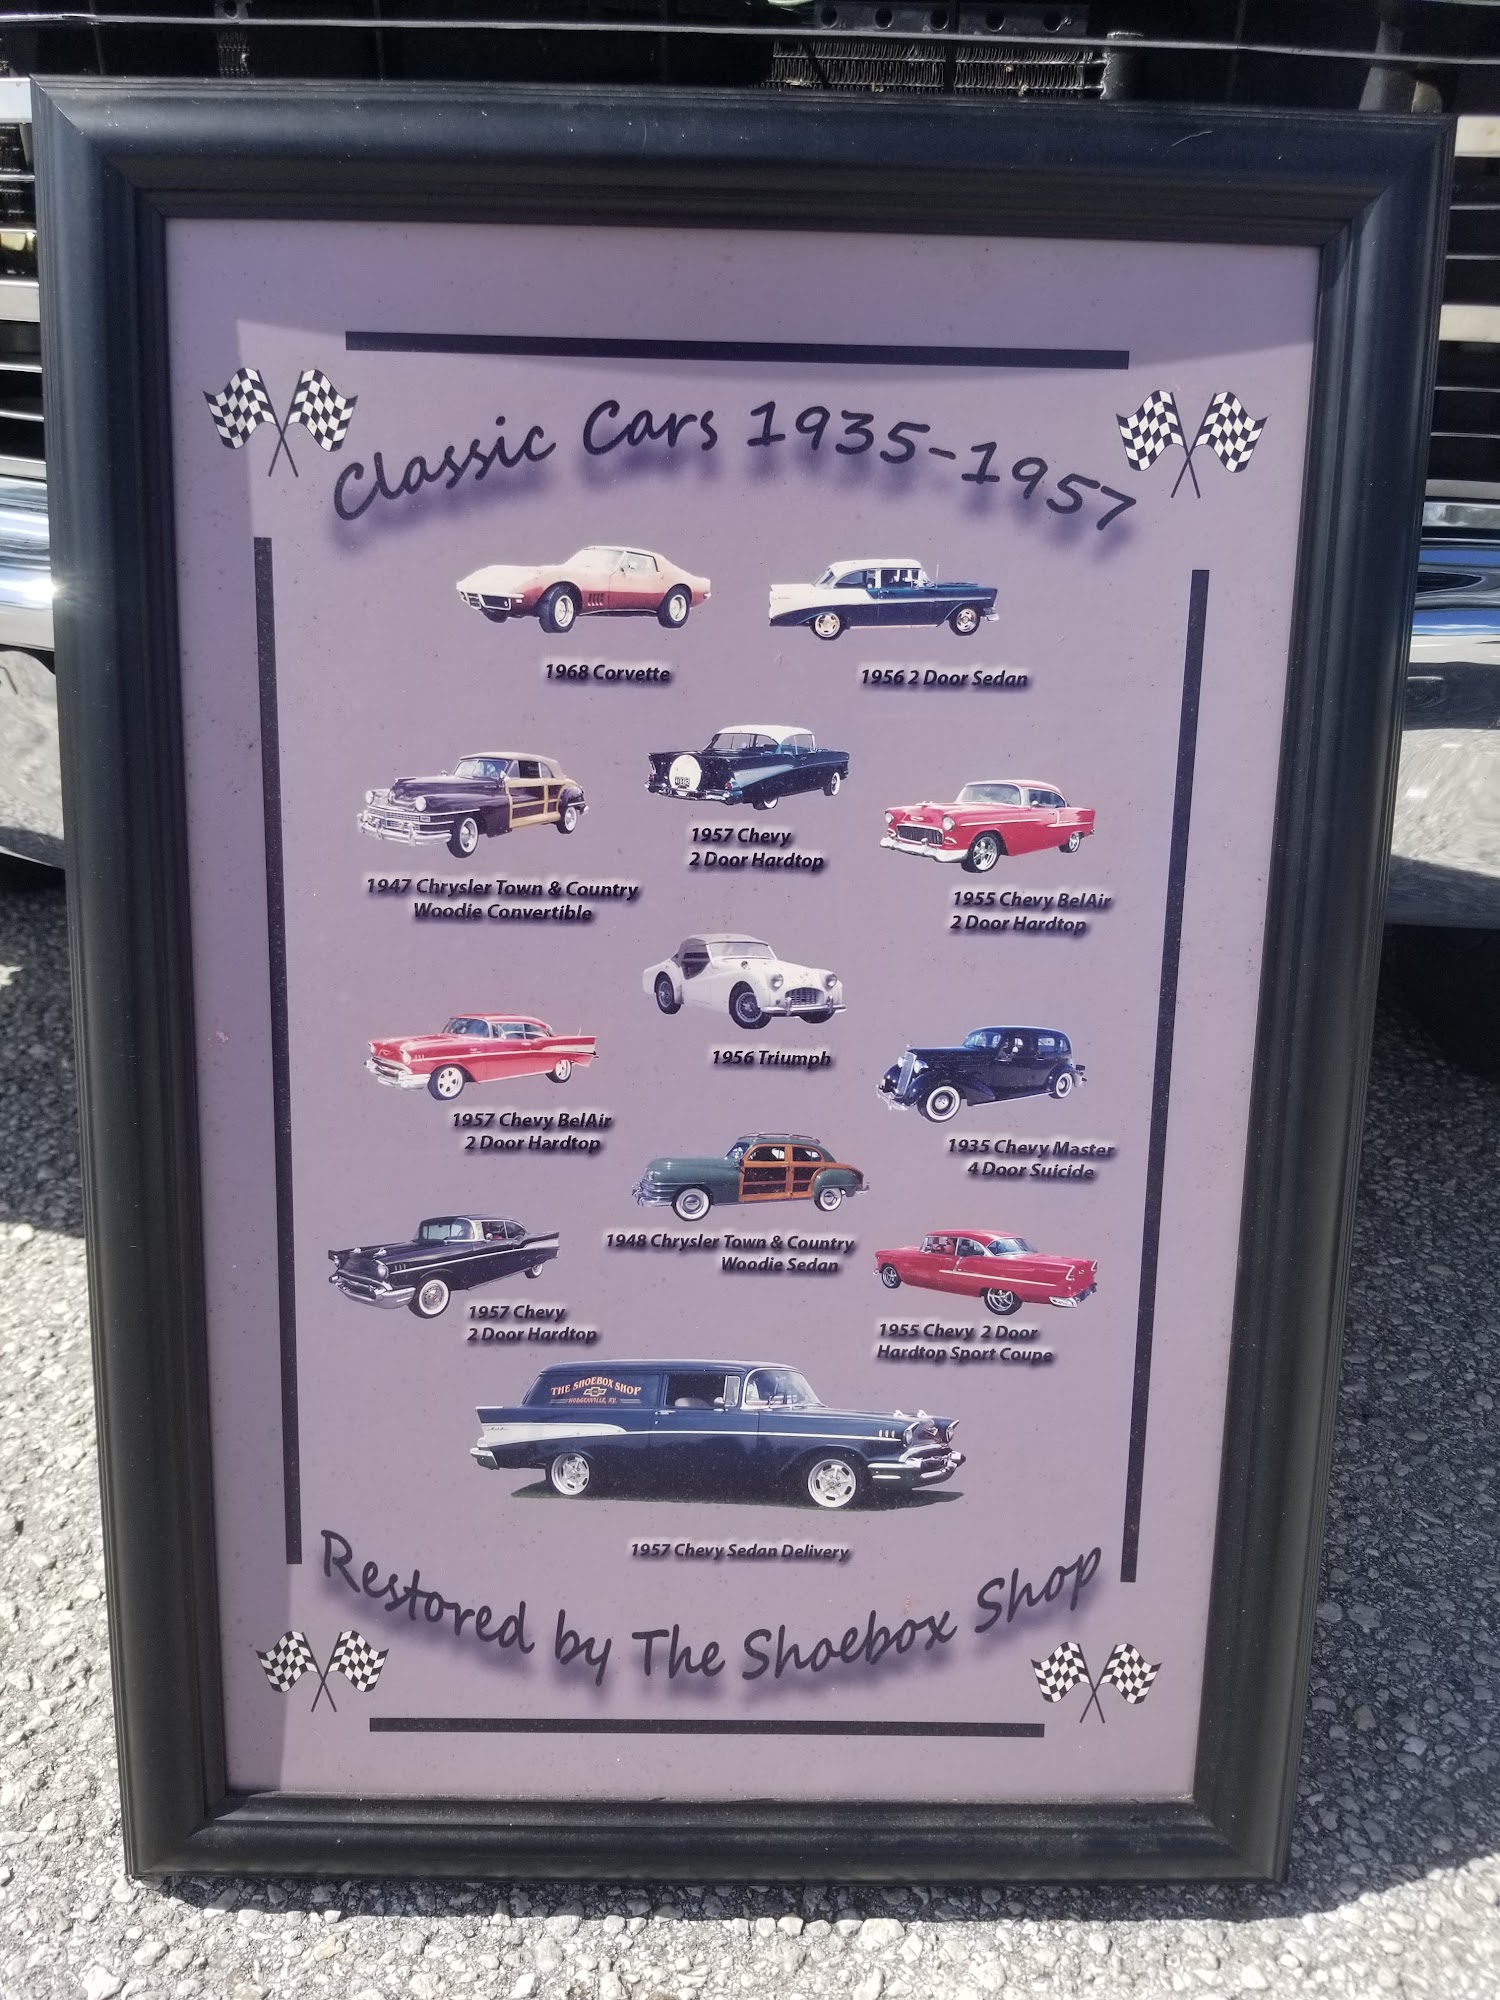 Classic Cars 1935-1957
1968 Corvette
1956 2 Door Sedan
1957 Chevy
2 Door Hardtop
1947 Chrysler Town & Country
Woodie Convertible
1955 Chevy BelAir
2 Door Hardtop
1956 Triumph
1957 Chevy BelAir
2 Door Hardtop
1935 Chevy Master
4 Door Suicide
1948 Chrysler Town & Country
Woodie Sedan
1957 Chevy
2 Door Hardtop
1955 Chevy 2 Door
Hardtop Sport Coupe
THE SHOEBOX SHOP
HODGENVILLE, KY.
1957 Chevy Sedan Delivery
Restored by The Shoebox Shop